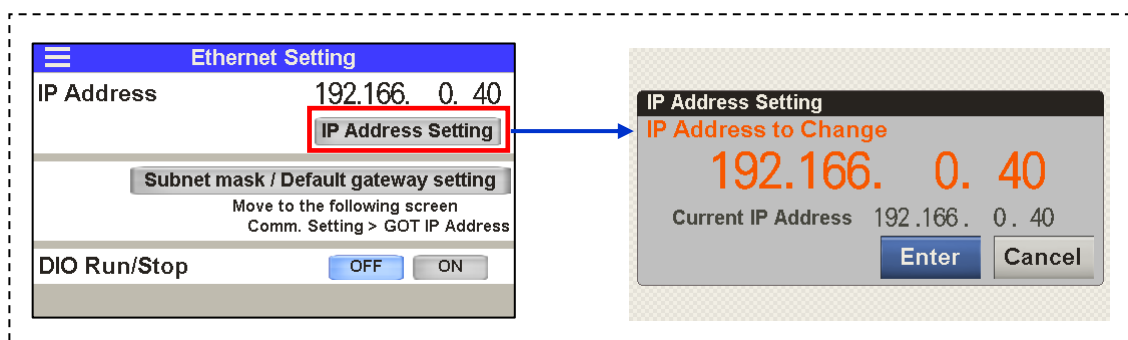 Ethernet Setting
IP Address 192.166. 0. 40
IP Address Setting
Subnet mask / Default gateway setting
Move to the following screen
Comm. Setting > GOT IP Address
DIO Run/Stop OFF ON
IP Address Setting
IP Address to Change
192.166. 0. 40
Current IP Address 192.166. 0. 40
Enter Cancel